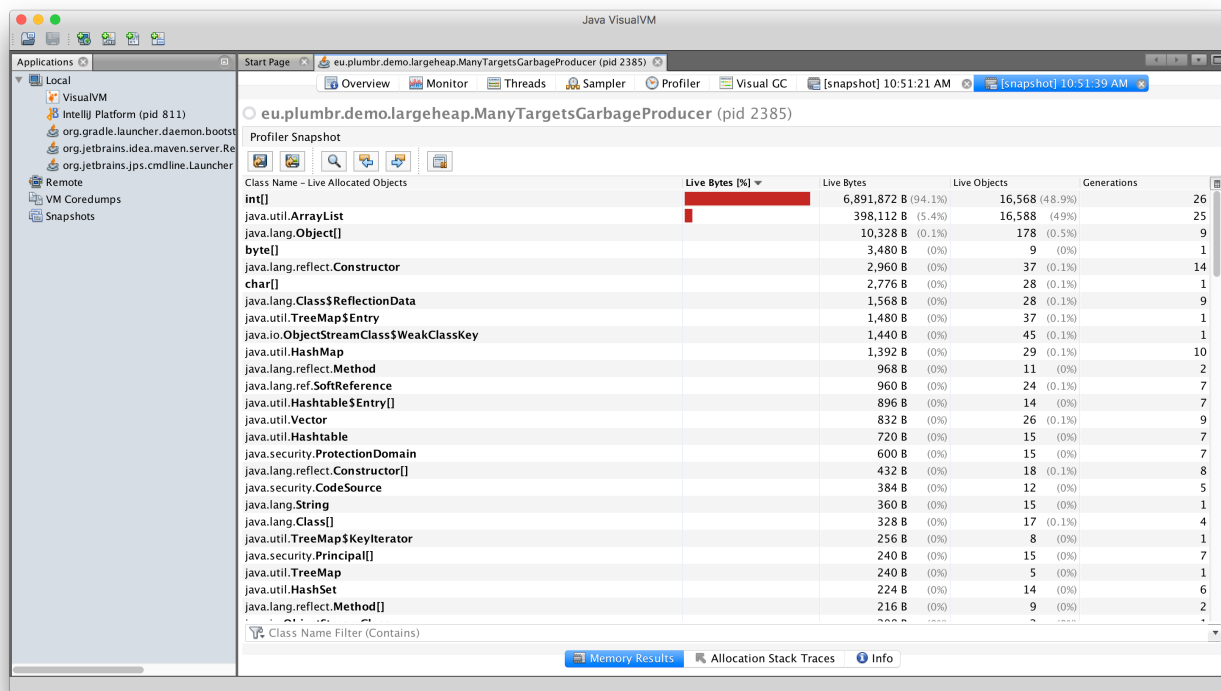 Java VisualVM
Applications
Start Page
eu.plumbr.demo.largeheap.ManyTargetsGarbageProducer (pid 2385)
Local
VisualVM
IntelliJ Platform (pid 811)
org.gradle.launcher.daemon.bootst
org.jetbrains.idea.maven.server.Re
org.jetbrains.jps.cmdline.Launcher
Remote
VM Coredumps
Snapshots
Overview Monitor Threads Sampler Profiler Visual GC [snapshot] 10:51:21 AM [snapshot] 10:51:39 AM
eu.plumbr.demo.largeheap.ManyTargetsGarbageProducer (pid 2385)
Profiler Snapshot
Class Name – Live Allocated Objects Live Bytes [%] Live Bytes Live Objects Generations
int[] 6,891,872 B (94.1%) 16,568 (48.9%) 26
java.util.ArrayList 398,112 B (5.4%) 16,588 (49%) 25
java.lang.Object[] 10,328 B (0.1%) 178 (0.5%) 9
byte[] 3,480 B (0%) 9 (0%) 1
java.lang.reflect.Constructor 2,960 B (0%) 37 (0.1%) 14
char[] 2,776 B (0%) 28 (0.1%) 1
java.lang.Class$ReflectionData 1,568 B (0%) 28 (0.1%) 9
java.util.TreeMap$Entry 1,480 B (0%) 37 (0.1%) 1
java.io.ObjectStreamClass$WeakClassKey 1,440 B (0%) 45 (0.1%) 1
java.util.HashMap 1,392 B (0%) 29 (0.1%) 10
java.lang.reflect.Method 968 B (0%) 11 (0%) 2
java.lang.ref.SoftReference 960 B (0%) 24 (0.1%) 7
java.util.Hashtable$Entry[] 896 B (0%) 14 (0%) 7
java.util.Vector 832 B (0%) 26 (0.1%) 9
java.util.Hashtable 720 B (0%) 15 (0%) 7
java.security.ProtectionDomain 600 B (0%) 15 (0%) 7
java.lang.reflect.Constructor[] 432 B (0%) 18 (0.1%) 8
java.security.CodeSource 384 B (0%) 12 (0%) 5
java.lang.String 360 B (0%) 15 (0%) 1
java.lang.Class[] 328 B (0%) 17 (0.1%) 4
java.util.TreeMap$KeyIterator 256 B (0%) 8 (0%) 1
java.security.Principal[] 240 B (0%) 15 (0%) 7
java.util.TreeMap 240 B (0%) 5 (0%) 1
java.util.HashSet 224 B (0%) 14 (0%) 6
java.lang.reflect.Method[] 216 B (0%) 9 (0%) 2
Class Name Filter (Contains)
Memory Results Allocation Stack Traces Info